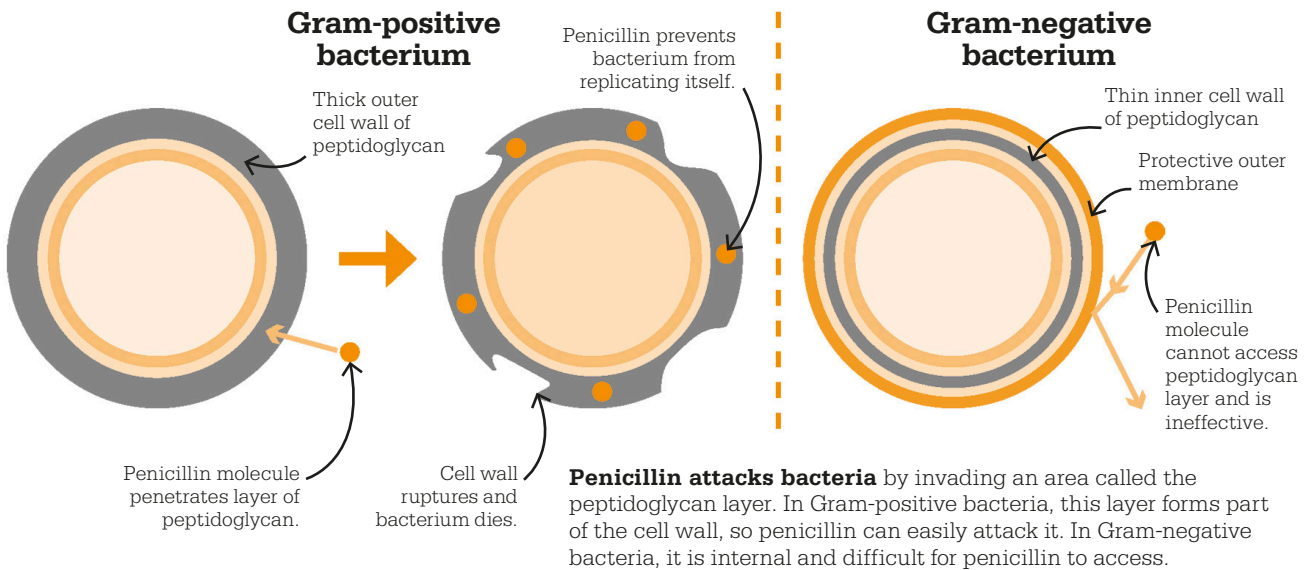 Gram-positive
bacterium
Thick outer
cell wall of
peptidoglycan
Penicillin molecule
penetrates layer of
peptidoglycan.
Penicillin prevents
bacterium from
replicating itself.
Cell wall
ruptures and
bacterium dies.
Gram-negative
bacterium
Thin inner cell wall
of peptidoglycan
Protective outer
membrane
Penicillin
molecule
cannot access
peptidoglycan
layer and is
ineffective.
Penicillin attacks bacteria by invading an area called the
peptidoglycan layer. In Gram-positive bacteria, this layer forms part
of the cell wall, so penicillin can easily attack it. In Gram-negative
bacteria, it is internal and difficult for penicillin to access.